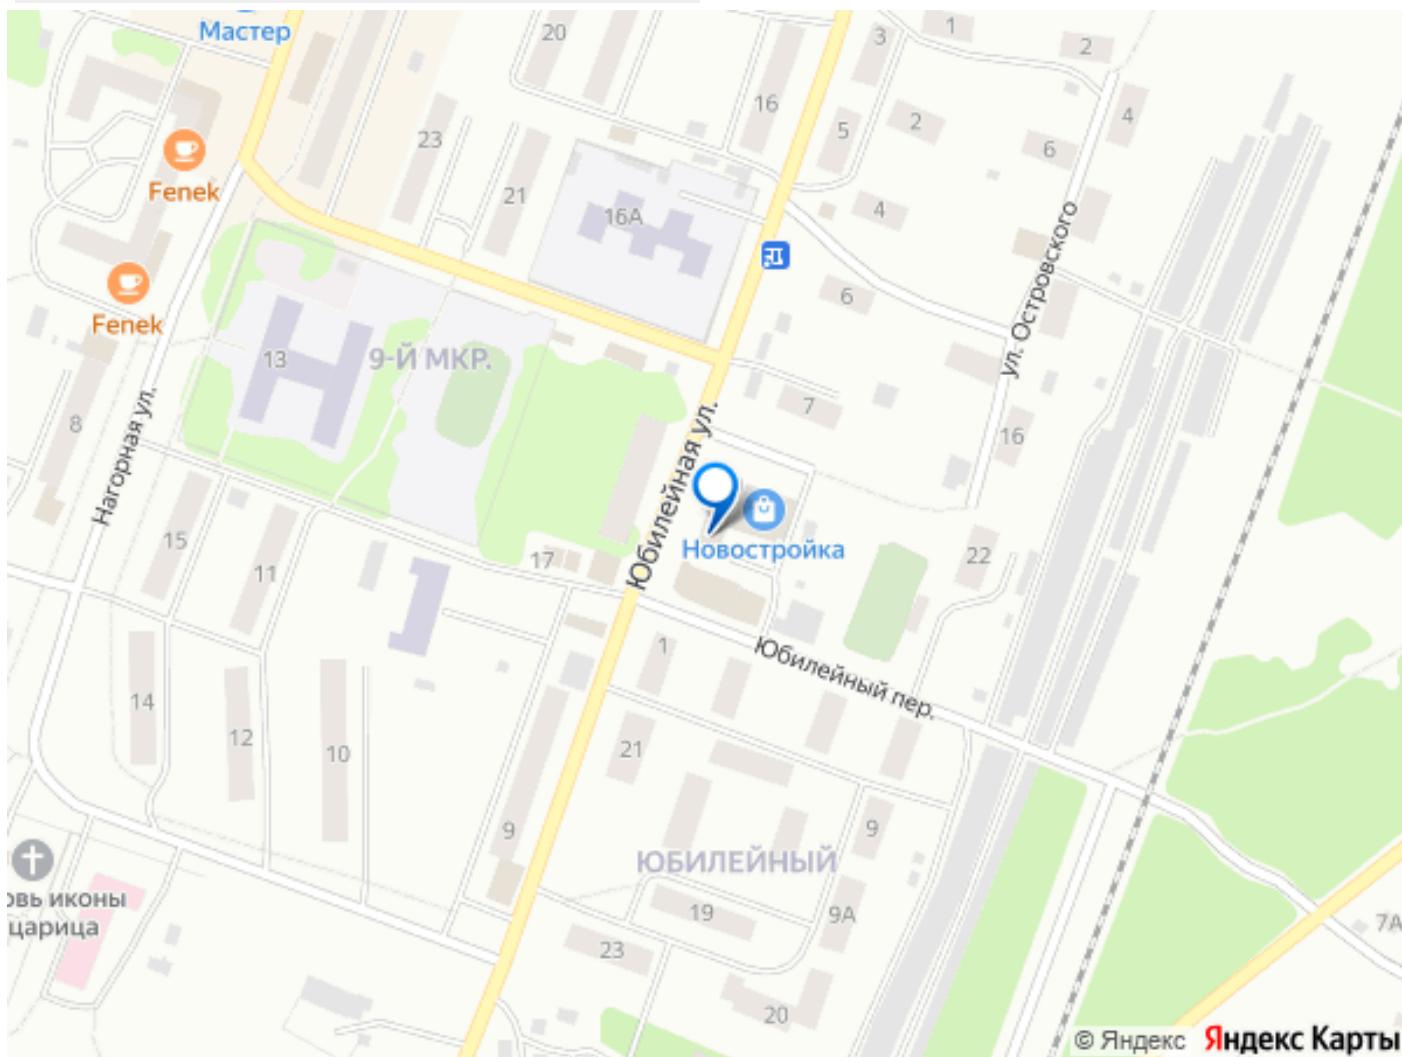 Мастер
20
3
1
2
16
4
23
5
2
6
Fenek
21
16А
4
6
ул. Островского
Fenek
13
9-Й МКР.
7
8
Нагорная ул.
Юбилейная ул.
16
15
11
17
Новостройка
22
1
Юбилейный пер.
14
12
10
21
9
9
ЮБИЛЕЙНЫЙ
овь иконы
царица
19
9А
7А
23
20
© Яндекс Яндекс Карты